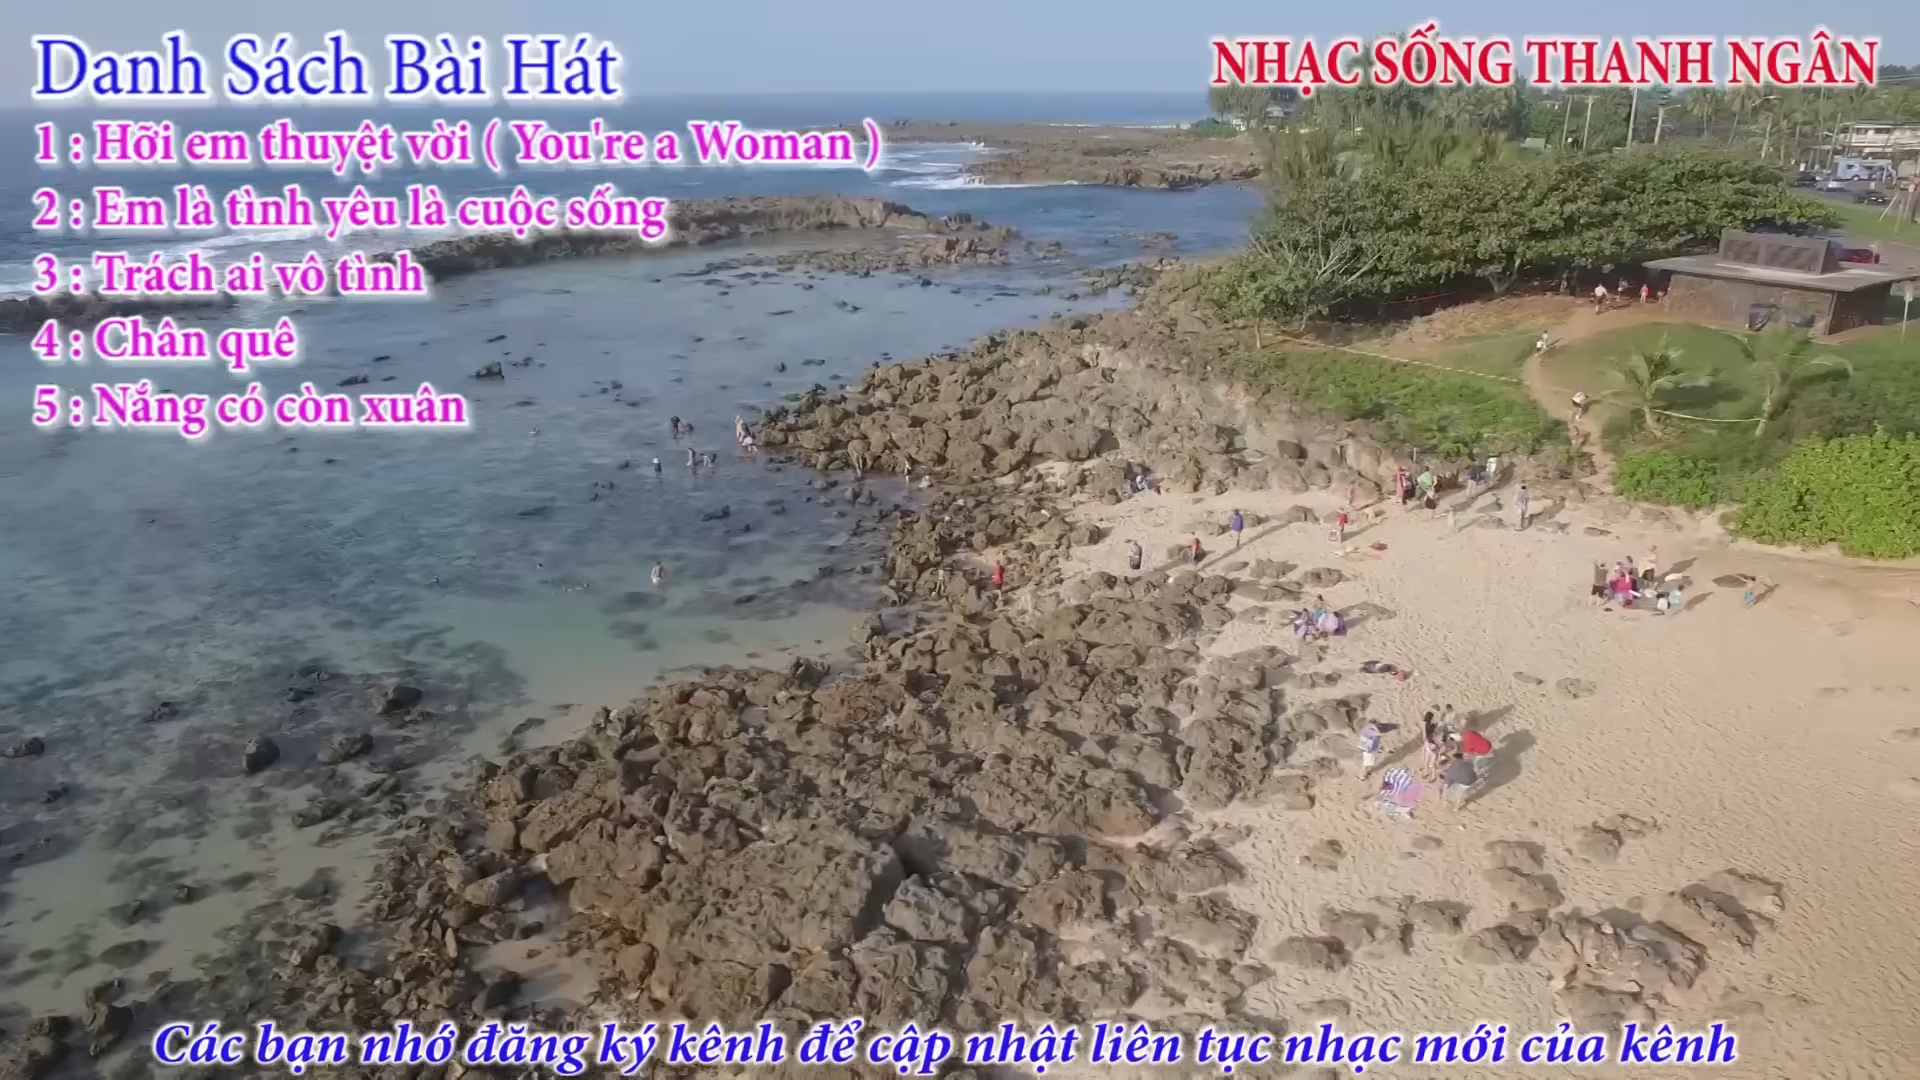 Danh Sách Bài Hát
NHẠC SỐNG THANH NGÂN
1 : Hỡi em thuyệt vời ( You're a Woman )
2 : Em là tình yêu là cuộc sống
3 : Trách ai vô tình
4 : Chân quê
5 : Nắng có còn xuân
Các bạn nhớ đăng ký kênh để cập nhật liên tục nhạc mới của kênh